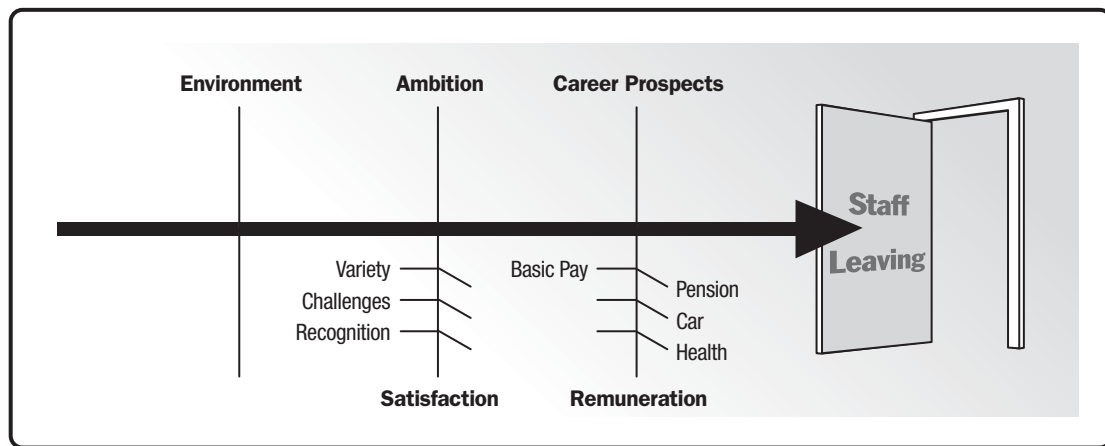 Environment
Ambition
Career Prospects
Staff
Leaving
Variety
Challenges
Recognition
Basic Pay
Pension
Car
Health
Satisfaction
Remuneration